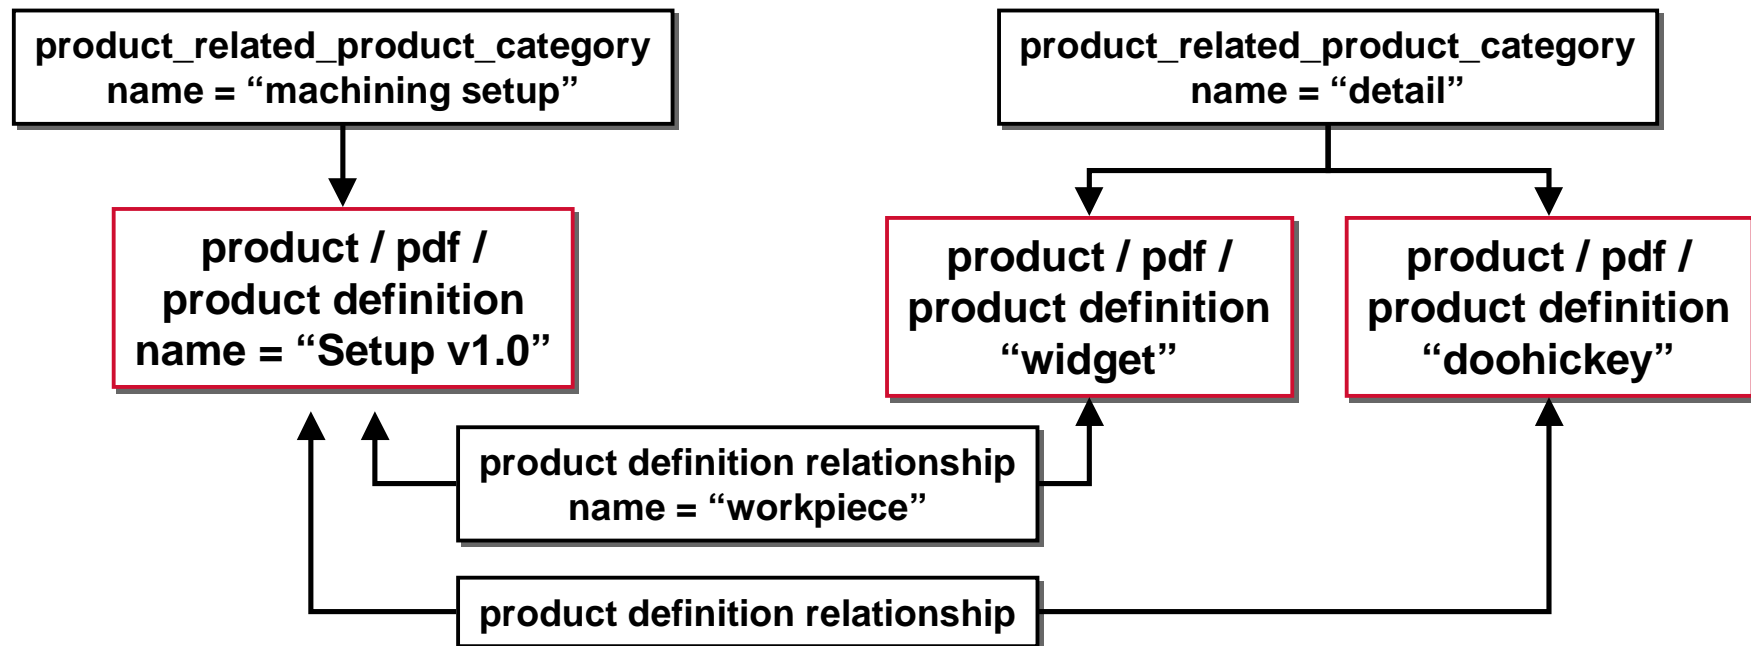 product_related_product_category
name = “machining setup”
product_related_product_category
name = “detail”
product / pdf /
product definition
name = “Setup v1.0”
product / pdf /
product definition
“widget”
product / pdf /
product definition
“doohickey”
product definition relationship
name = “workpiece”
product definition relationship